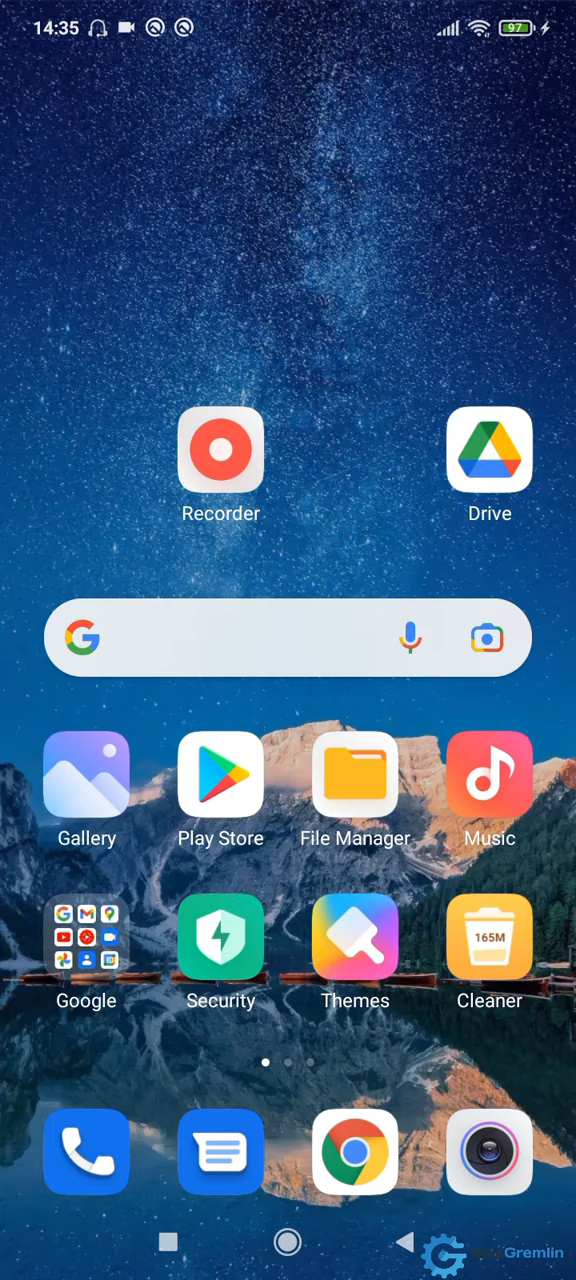 14:35
97
Recorder
Drive
Gallery
Play Store
File Manager
Music
165M
Google
Security
Themes
Cleaner
Gremlin